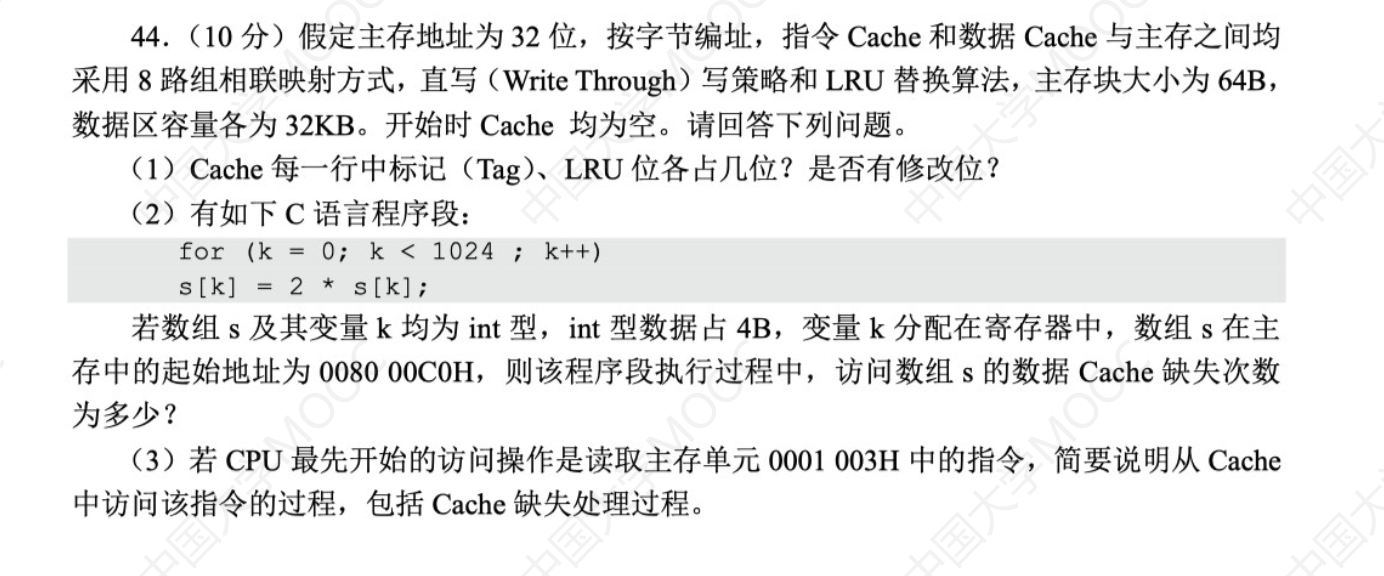 44.（10 分）假定主存地址为 32 位，按字节编址，指令 Cache 和数据 Cache 与主存之间均
采用 8 路组相联映射方式，直写（Write Through）写策略和 LRU 替换算法，主存块大小为 64B，
数据区容量各为 32KB。开始时 Cache 均为空。请回答下列问题。
（1）Cache 每一行中标记（Tag）、LRU 位各占几位？是否有修改位？
（2）有如下 C 语言程序段：
for (k = 0; k < 1024 ; k++)
s[k] = 2 * s[k];
若数组 s 及其变量 k 均为 int 型，int 型数据占 4B，变量 k 分配在寄存器中，数组 s 在主
存中的起始地址为 0080 00C0H，则该程序段执行过程中，访问数组 s 的数据 Cache 缺失次数
为多少？
（3）若 CPU 最先开始的访问操作是读取主存单元 0001 003H 中的指令，简要说明从 Cache
中访问该指令的过程，包括 Cache 缺失处理过程。
中国大学MOOC